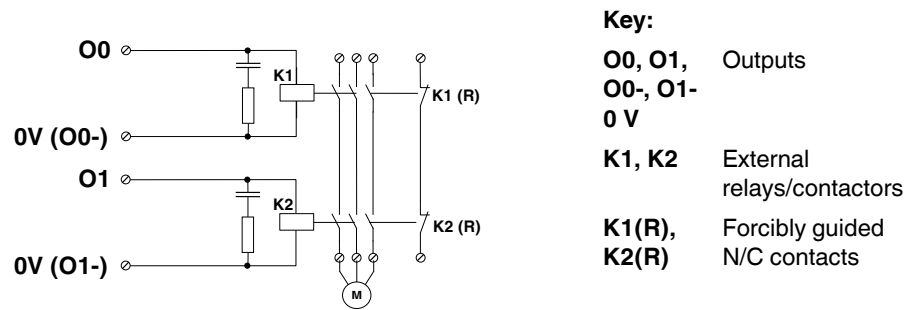 O0
K1
K1 (R)
0V (O0-)
O1
K2
K2 (R)
0V (O1-)
M
Key:
O0, O1, Outputs
O0-, O1-
0 V
K1, K2 External
relays/contactors
K1(R), Forcibly guided
K2(R) N/C contacts